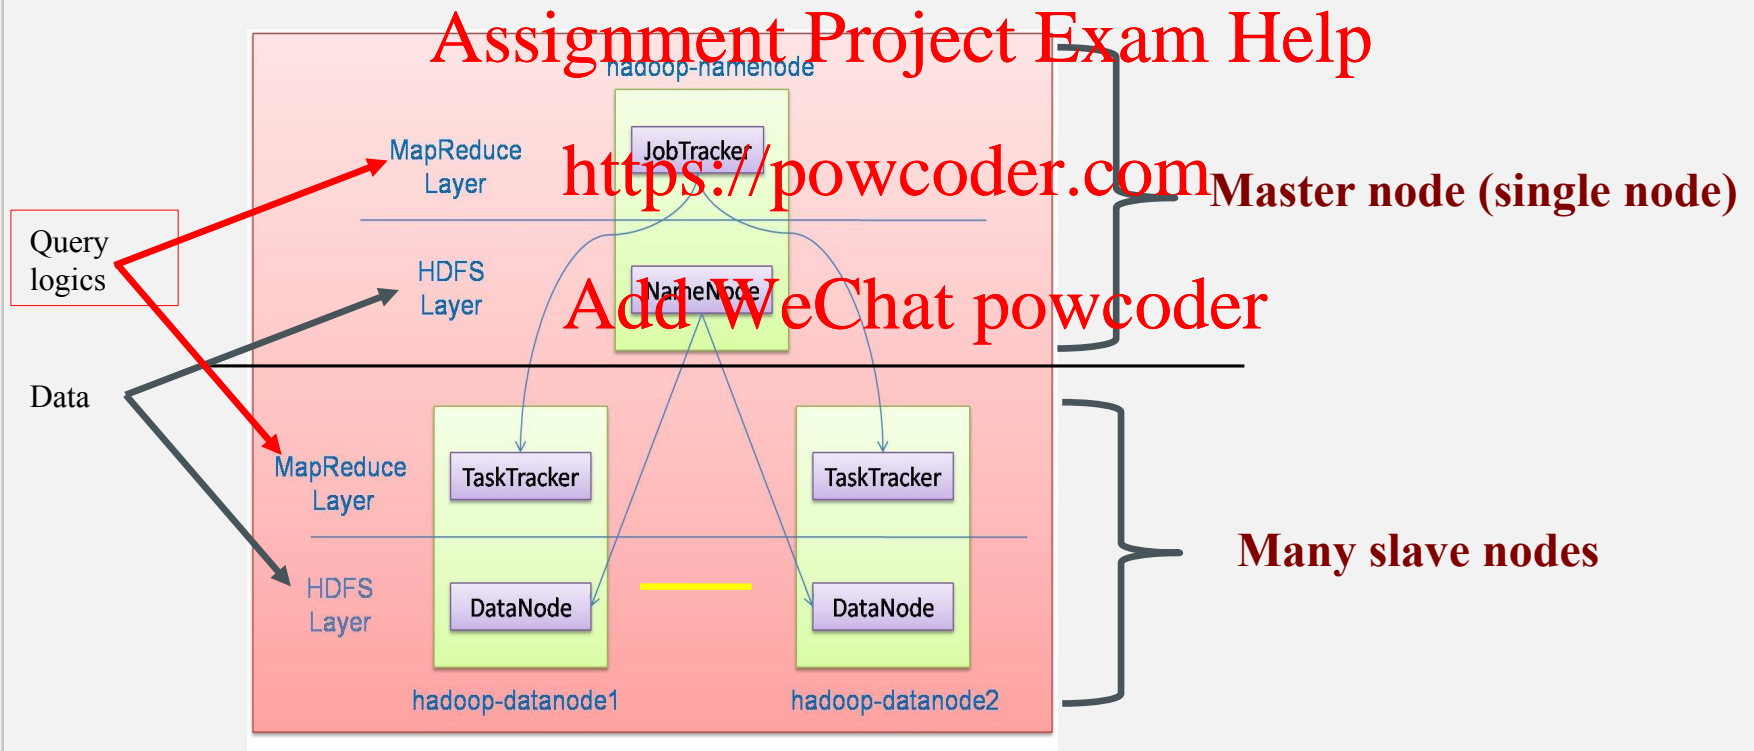 Assignment Project Exam Help
hadoop-namenode
JobTracker
MapReduce
Layer
https://powcoder.com
Master node (single node)
Query
logics
HDFS
Layer
NameNode
Add WeChat powcoder
Data
MapReduce
Layer
TaskTracker
TaskTracker
Many slave nodes
HDFS
Layer
DataNode
DataNode
hadoop-datanode1
hadoop-datanode2